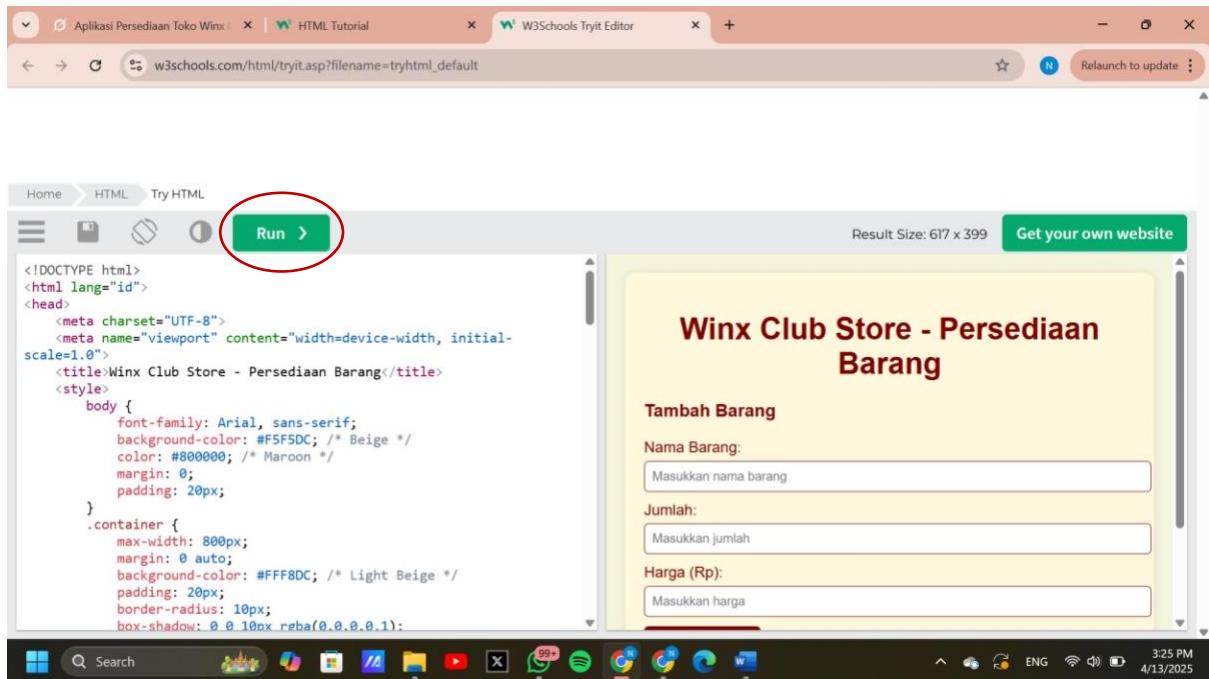 Aplikasi Persediaan Toko Winx
HTML Tutorial
W3Schools Tryit Editor
w3schools.com/html/tryit.asp?filename=tryhtml_default
N
Relaunch to update
Home
HTML
Try HTML
Run ❯
Result Size: 617 x 399
Get your own website
<!DOCTYPE html>
<html lang="id">
<head>
<meta charset="UTF-8">
<meta name="viewport" content="width=device-width, initial-
scale=1.0">
<title>Winx Club Store - Persediaan Barang</title>
<style>
body {
font-family: Arial, sans-serif;
background-color: #F5F5DC; /* Beige */
color: #800000; /* Maroon */
margin: 0;
padding: 20px;
}
.container {
max-width: 800px;
margin: 0 auto;
background-color: #FFF8DC; /* Light Beige */
padding: 20px;
border-radius: 10px;
box-shadow: 0 0 10px rgba(0,0,0,0.1);
Winx Club Store - Persediaan
Barang
Tambah Barang
Nama Barang:
Masukkan nama barang
Jumlah:
Masukkan jumlah
Harga (Rp):
Masukkan harga
Search
99+
ENG
3:25 PM
4/13/2025